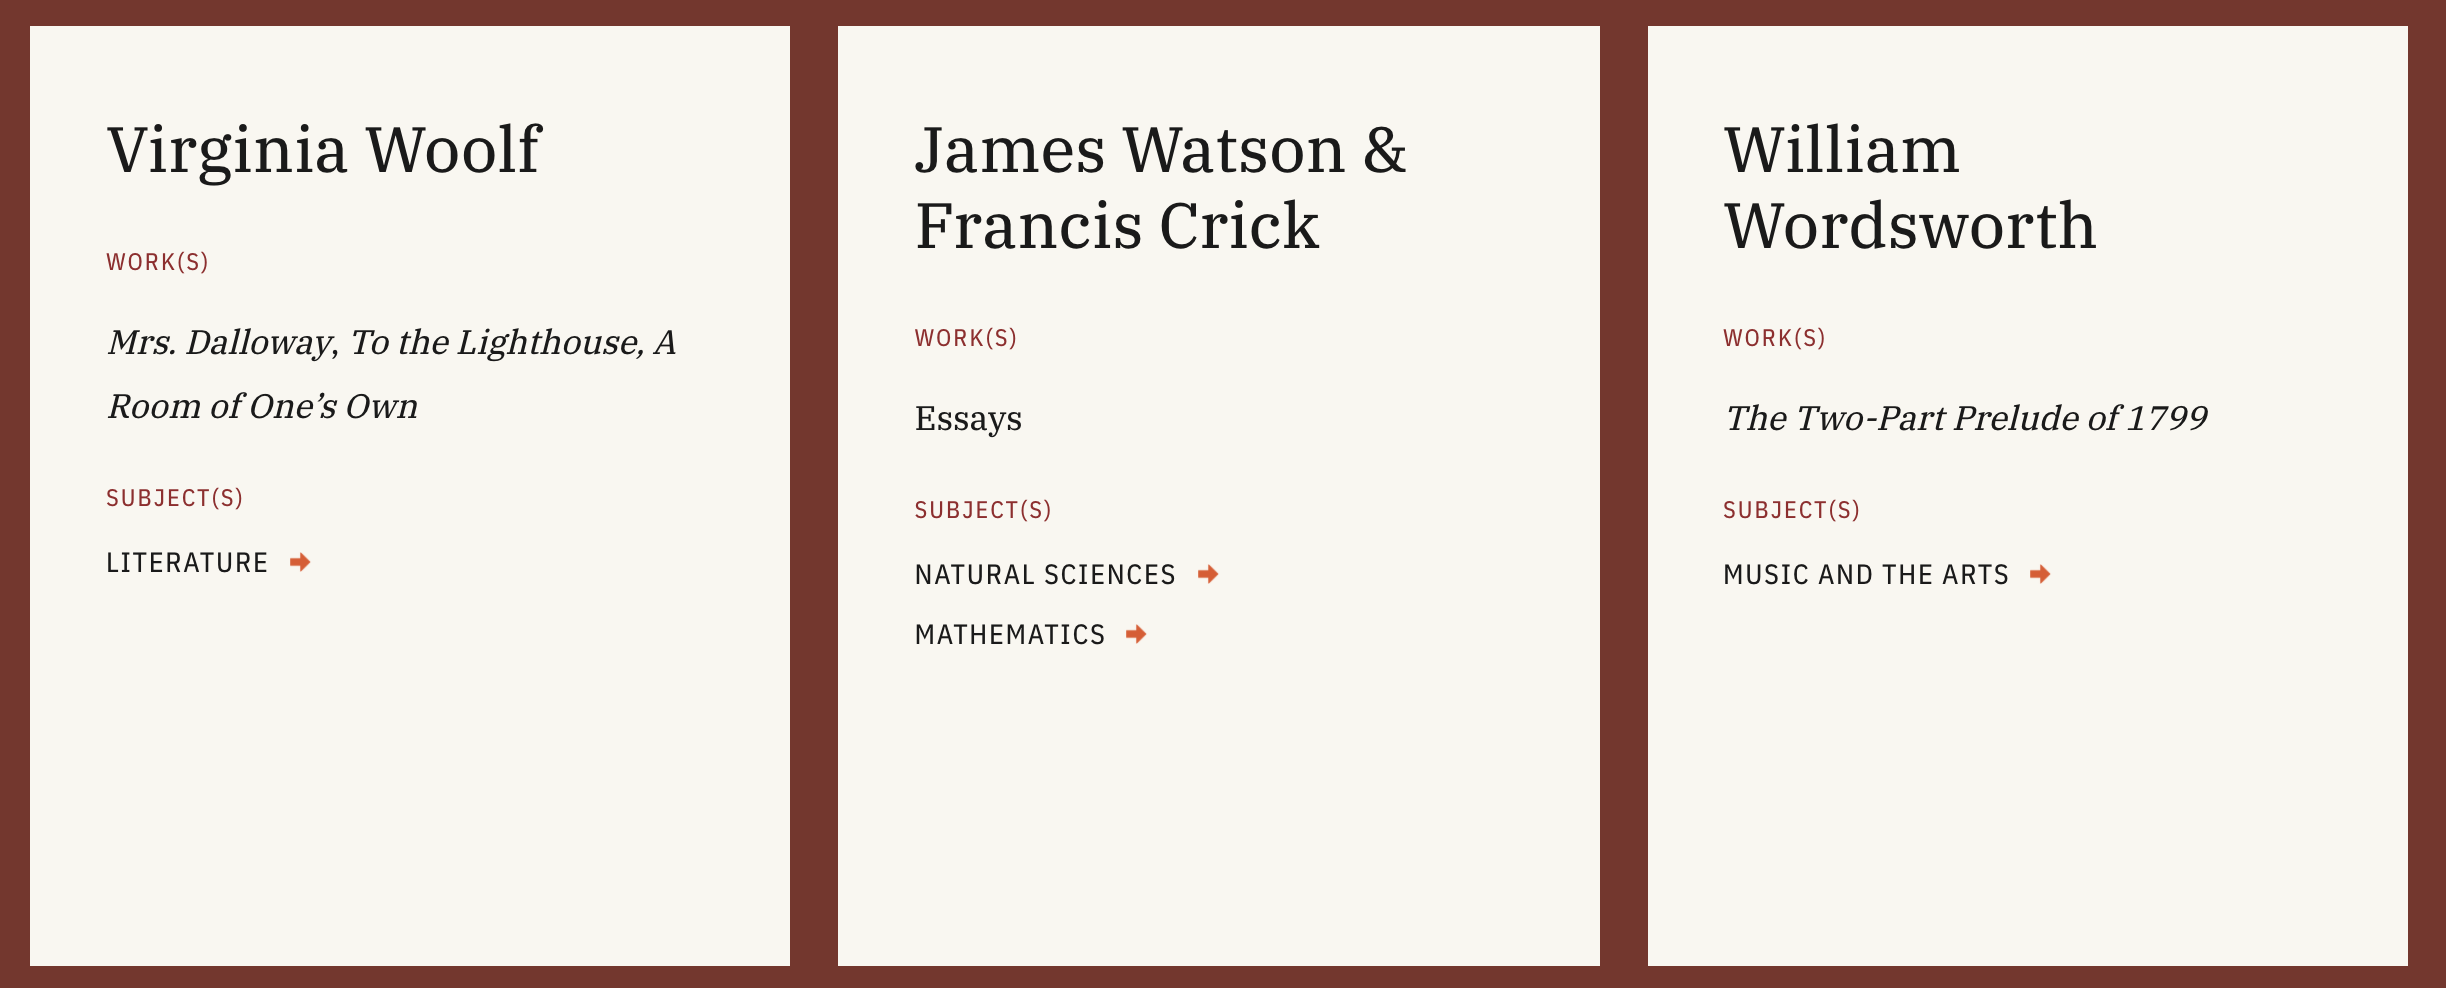 Virginia Woolf
WORK(S)
Mrs. Dalloway, To the Lighthouse, A
Room of One’s Own
SUBJECT(S)
LITERATURE
James Watson &
Francis Crick
WORK(S)
Essays
SUBJECT(S)
NATURAL SCIENCES
MATHEMATICS
William
Wordsworth
WORK(S)
The Two-Part Prelude of 1799
SUBJECT(S)
MUSIC AND THE ARTS